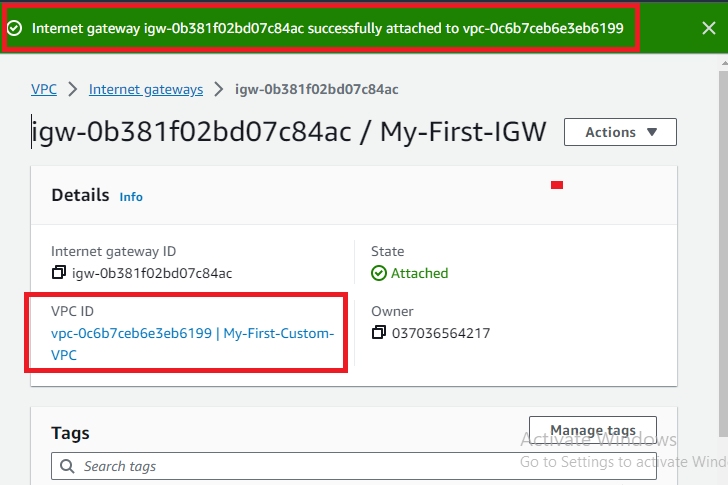 Internet gateway igw-0b381f02bd07c84ac successfully attached to vpc-0c6b7ceb6e3eb6199
VPC > Internet gateways > igw-0b381f02bd07c84ac
igw-0b381f02bd07c84ac / My-First-IGW
Actions
Details Info
Internet gateway ID
igw-0b381f02bd07c84ac
State
Attached
VPC ID
vpc-0c6b7ceb6e3eb6199 | My-First-Custom-
VPC
Owner
037036564217
Tags
Manage tags
Activate Windows
Go to Settings to activate Wind
Search tags